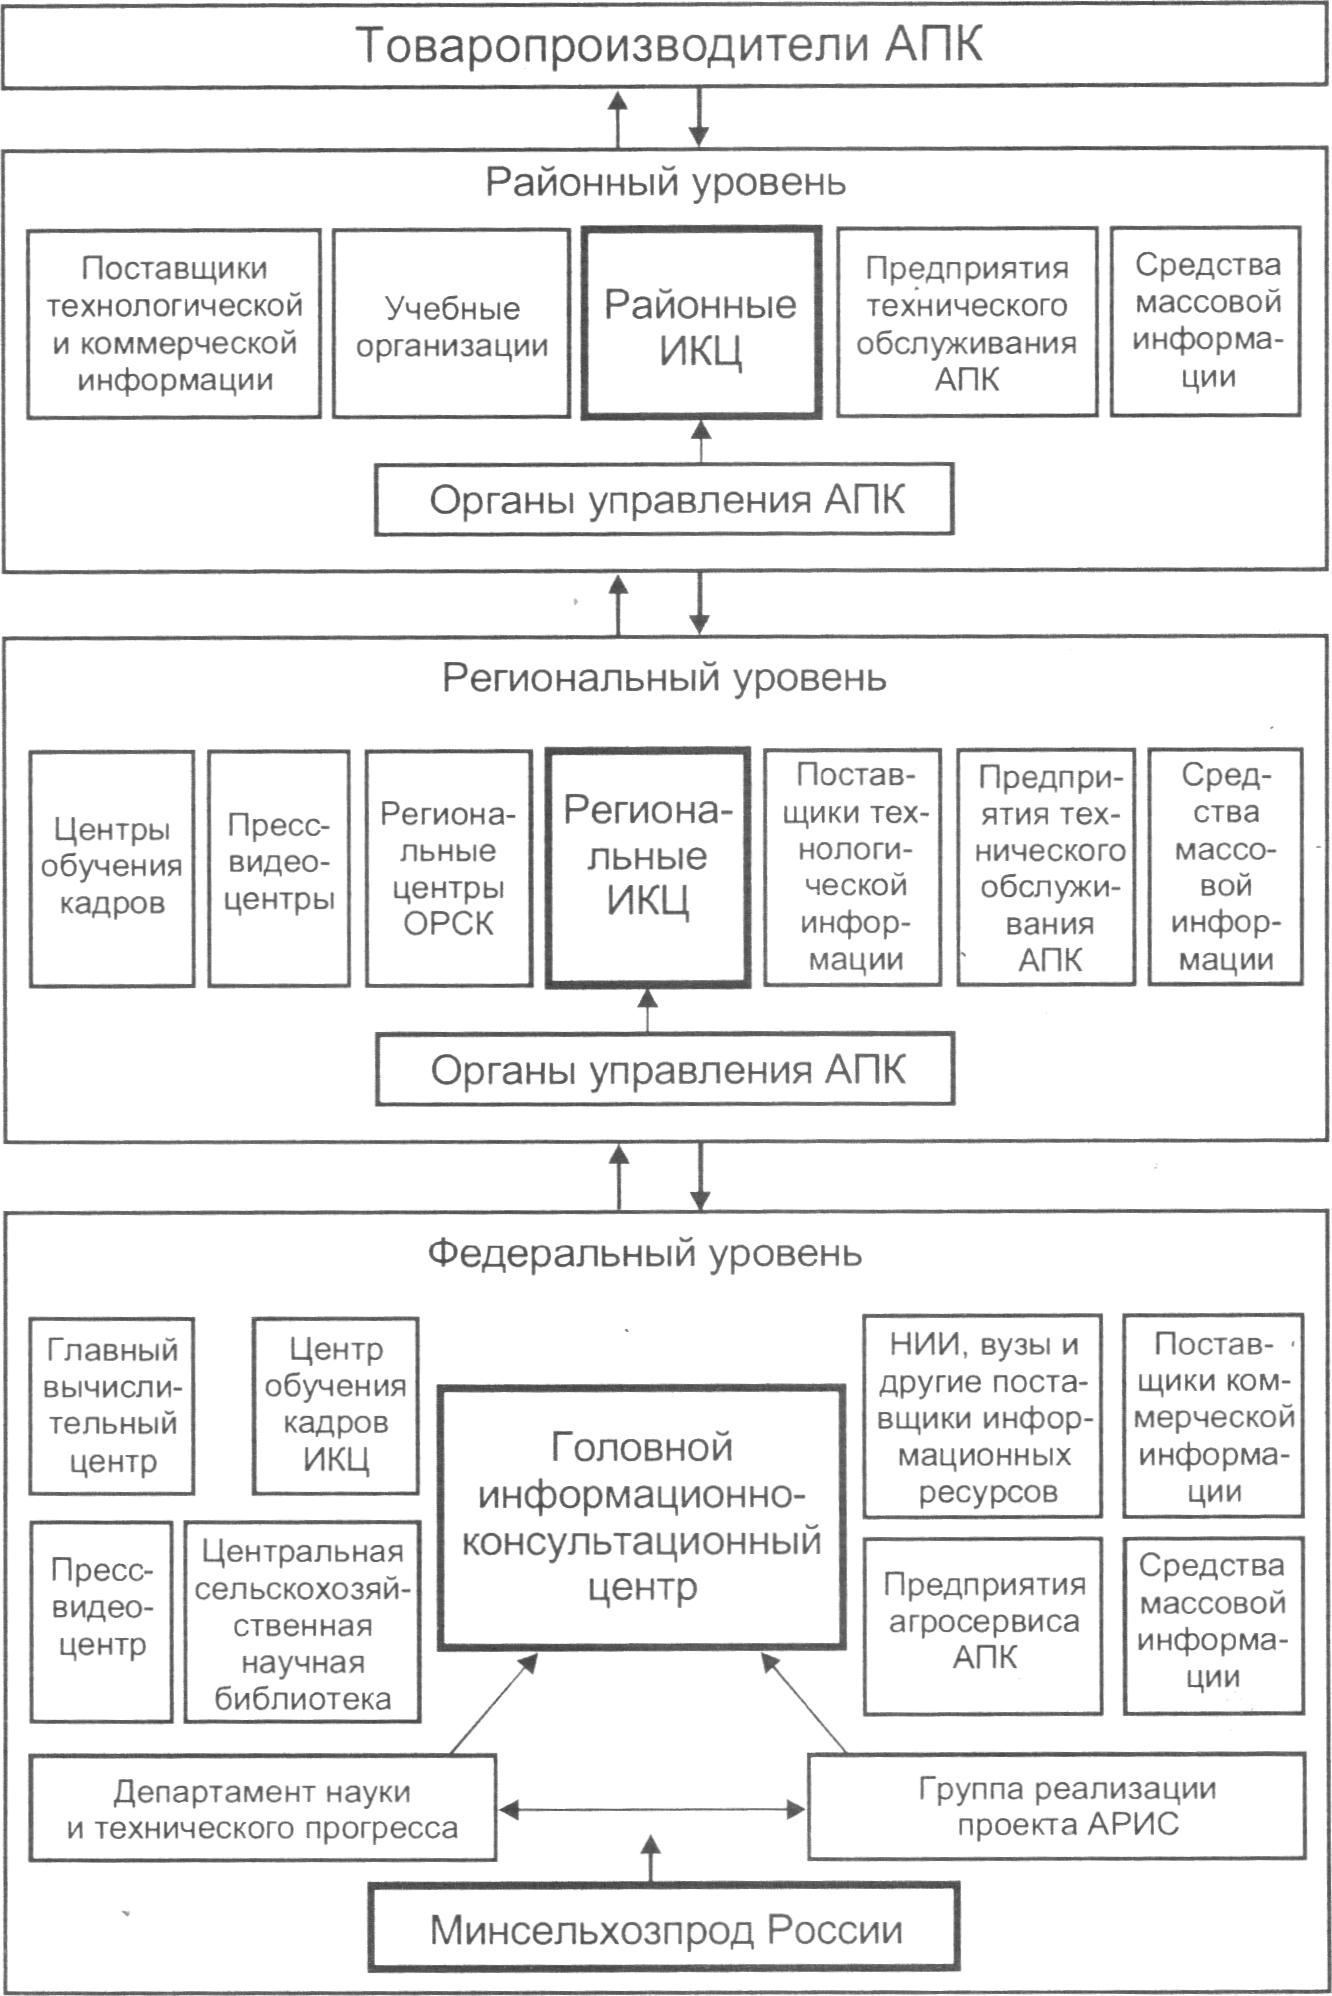 Товаропроизводители АПК
Районный уровень
Поставщики
технологической
и коммерческой
информации
Учебные
организации
Районные
ИКЦ
Предприятия
технического
обслуживания
АПК
Средства
массовой
информа-
ции
Органы управления АПК
Региональный уровень
Центры
обучения
кадров
Пресс-
видео-
центры
Региона-
льные
центры
ОРСК
Региона-
льные
ИКЦ
Постав-
щики тех-
нологи-
ческой
инфор-
мации
Предпри-
ятия тех-
нического
обслужи-
вания
АПК
Сред-
ства
массо-
вой
инфор-
мации
Органы управления АПК
Федеральный уровень
Главный
вычисли-
тельный
центр
Центр
обучения
кадров
ИКЦ
Головной
информационно-
консультационный
центр
НИИ, вузы и
другие поста-
вщики инфор-
мационных
ресурсов
Постав-
щики ком-
мерческой
информа-
ции
Пресс-
видео-
центр
Центральная
сельскохозяй-
ственная
научная
библиотека
Предприятия
агросервиса
АПК
Средства
массовой
информа-
ции
Департамент науки
и технического прогресса
Группа реализации
проекта АРИС
Минсельхозпрод России